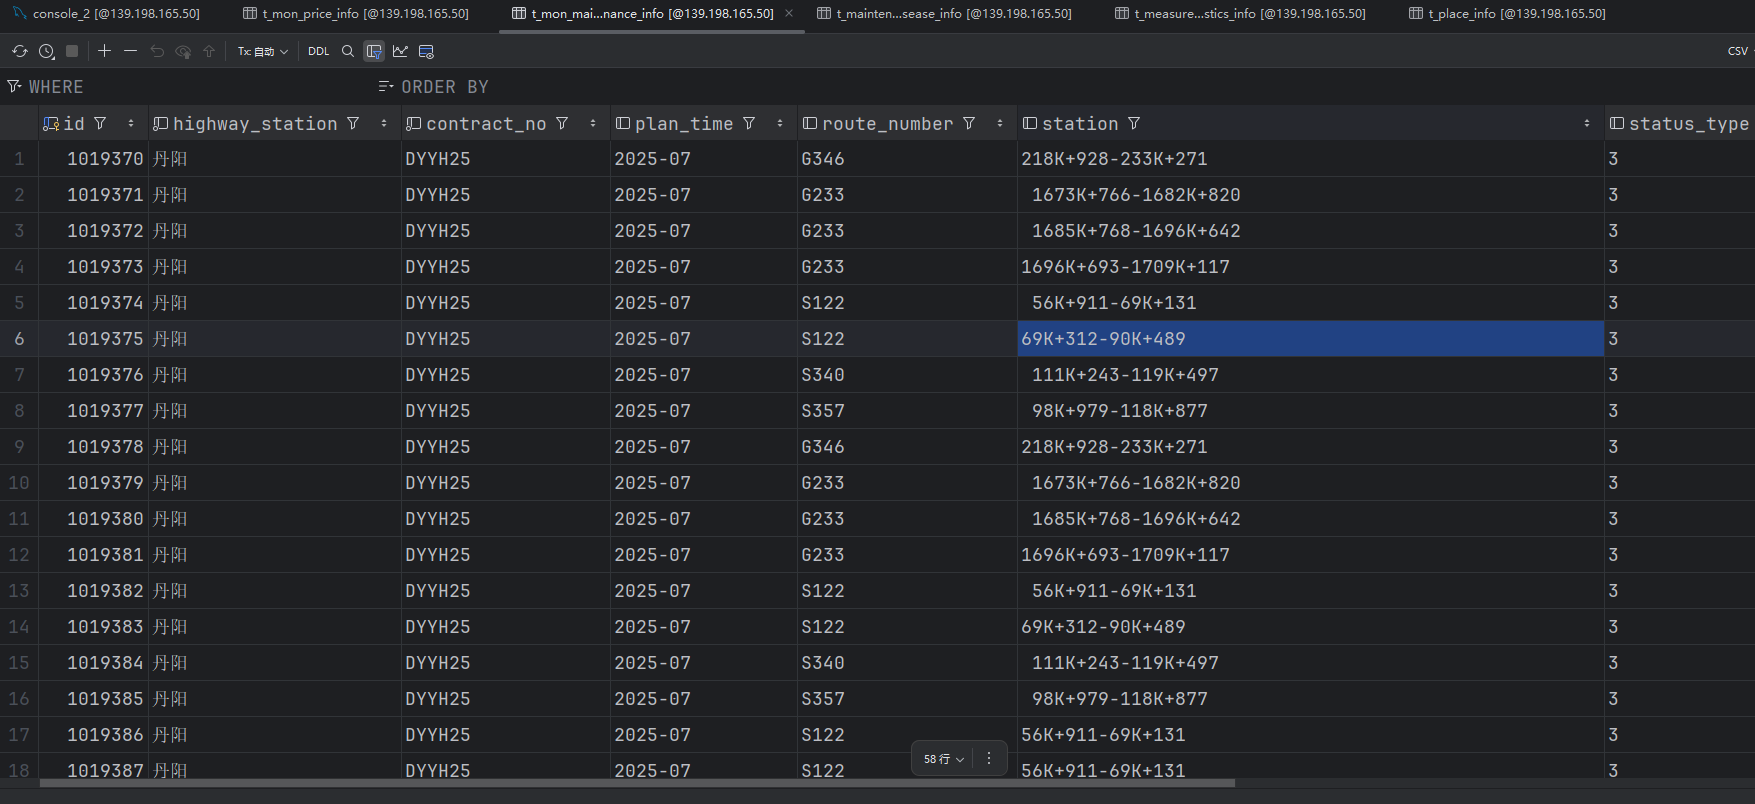 console_2 [@139.198.165.50] t_mon_price_info [@139.198.165.50] t_mon_mai...nance_info [@139.198.165.50] t_mainten...sease_info [@139.198.165.50] t_measure...stics_info [@139.198.165.50] t_place_info [@139.198.165.50]
Tx: 自动 DDL CSV
WHERE ORDER BY
id highway_station contract_no plan_time route_number station status_type
1 1019370 丹阳 DYYH25 2025-07 G346 218K+928-233K+271 3
2 1019371 丹阳 DYYH25 2025-07 G233 1673K+766-1682K+820 3
3 1019372 丹阳 DYYH25 2025-07 G233 1685K+768-1696K+642 3
4 1019373 丹阳 DYYH25 2025-07 G233 1696K+693-1709K+117 3
5 1019374 丹阳 DYYH25 2025-07 S122 56K+911-69K+131 3
6 1019375 丹阳 DYYH25 2025-07 S122 69K+312-90K+489 3
7 1019376 丹阳 DYYH25 2025-07 S340 111K+243-119K+497 3
8 1019377 丹阳 DYYH25 2025-07 S357 98K+979-118K+877 3
9 1019378 丹阳 DYYH25 2025-07 G346 218K+928-233K+271 3
10 1019379 丹阳 DYYH25 2025-07 G233 1673K+766-1682K+820 3
11 1019380 丹阳 DYYH25 2025-07 G233 1685K+768-1696K+642 3
12 1019381 丹阳 DYYH25 2025-07 G233 1696K+693-1709K+117 3
13 1019382 丹阳 DYYH25 2025-07 S122 56K+911-69K+131 3
14 1019383 丹阳 DYYH25 2025-07 S122 69K+312-90K+489 3
15 1019384 丹阳 DYYH25 2025-07 S340 111K+243-119K+497 3
16 1019385 丹阳 DYYH25 2025-07 S357 98K+979-118K+877 3
17 1019386 丹阳 DYYH25 2025-07 S122 56K+911-69K+131 3
18 1019387 丹阳 DYYH25 2025-07 S122 56K+911-69K+131 3
58 行